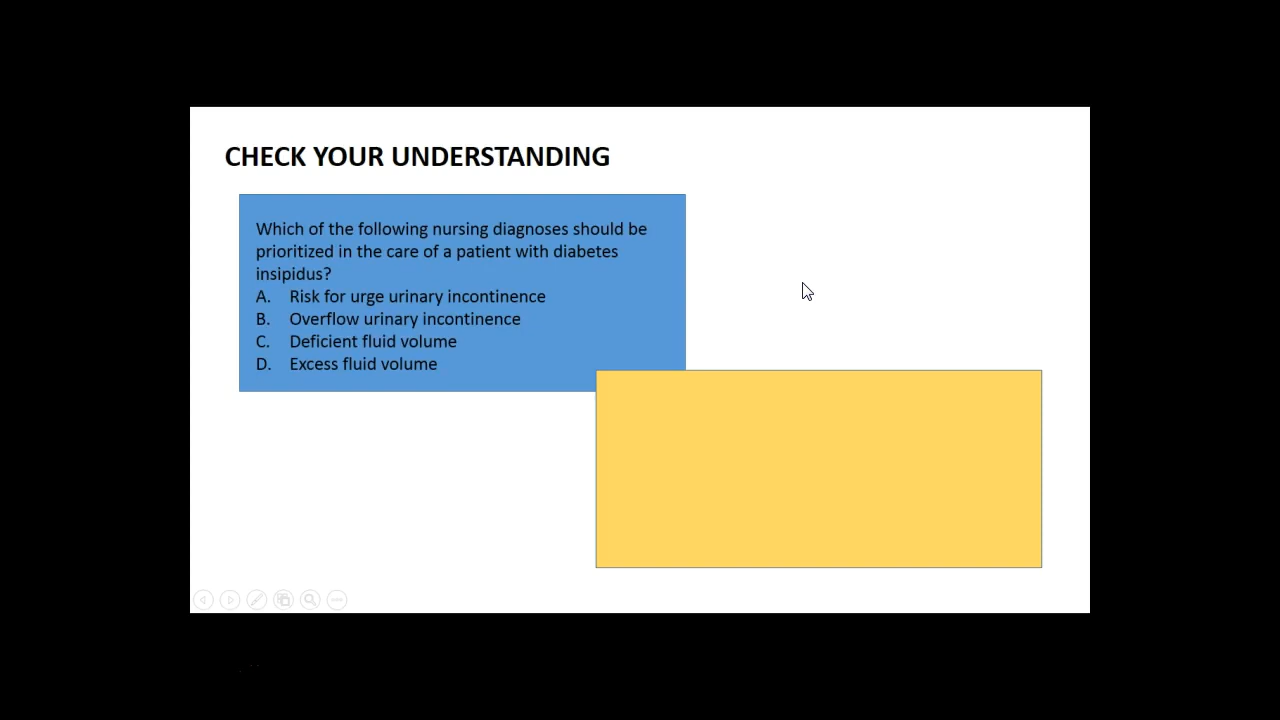 CHECK YOUR UNDERSTANDING
Which of the following nursing diagnoses should be
prioritized in the care of a patient with diabetes
insipidus?
A. Risk for urge urinary incontinence
B. Overflow urinary incontinence
C. Deficient fluid volume
D. Excess fluid volume